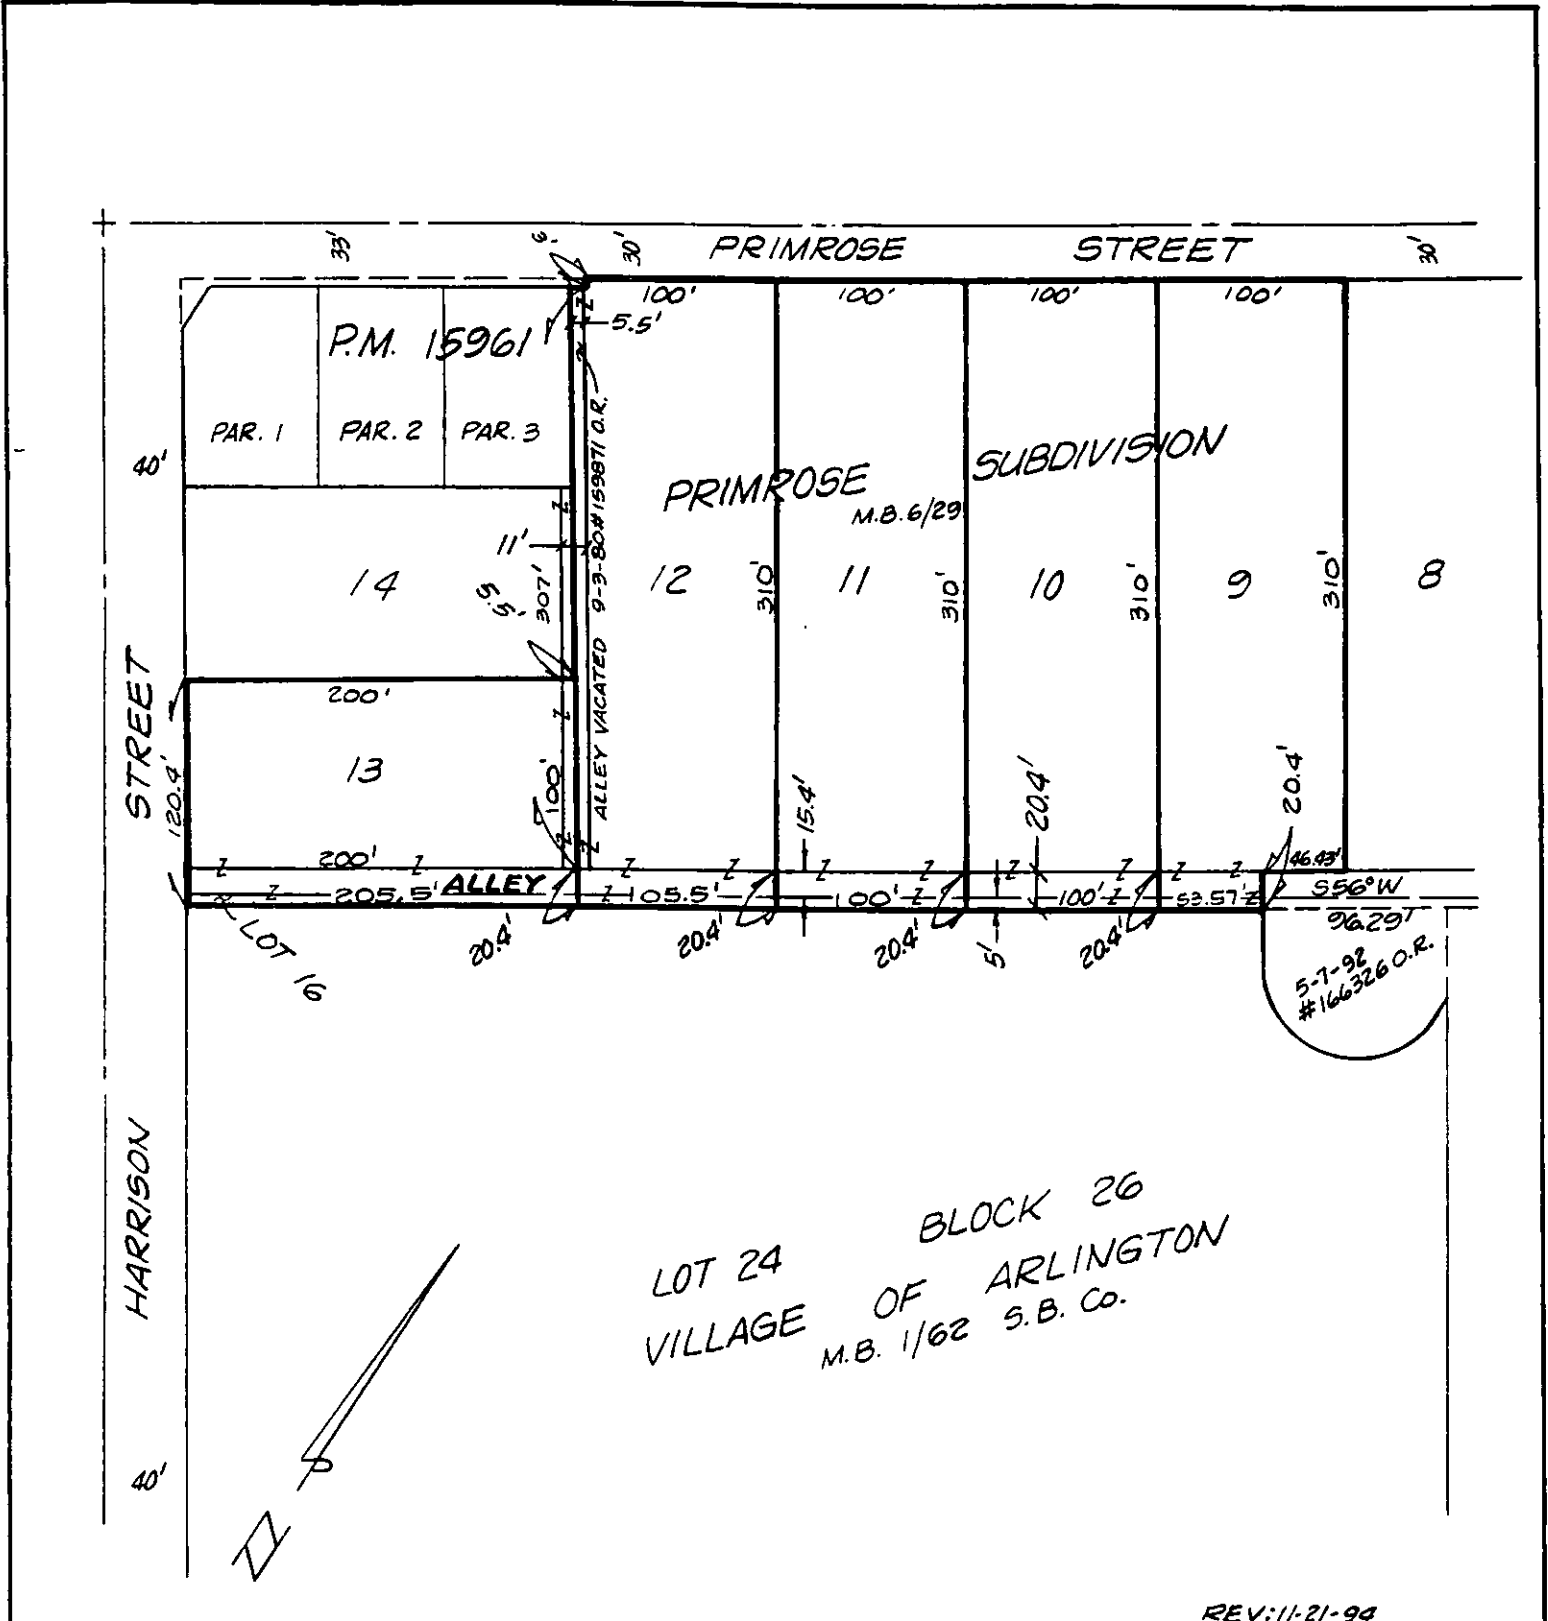 33'
3'
30'
PRIMROSE STREET
30'
100'
100'
100'
100'
5.5'
P.M. 15961
PAR. 1
PAR. 2
PAR. 3
40'
PRIMROSE SUBDIVISION
M.B. 6/29
11'
5.5'
307'
ALLEY VACATED 9-3-80 #159871 O.R.
14
12
310'
11
310'
10
310'
9
310'
8
200'
13
100'
STREET
120.4'
15.4'
20.4'
20.4'
200'
46.43'
205.5'
ALLEY
105.5'
100'
100'
53.57'
S56°W
96.29'
LOT 16
20.4'
20.4'
20.4'
5'
20.4'
5-7-92
#166326 O.R.
HARRISON
BLOCK 26
LOT 24
VILLAGE OF ARLINGTON
M.B. 1/62 S.B. Co.
40'
N
REV:11-21-94